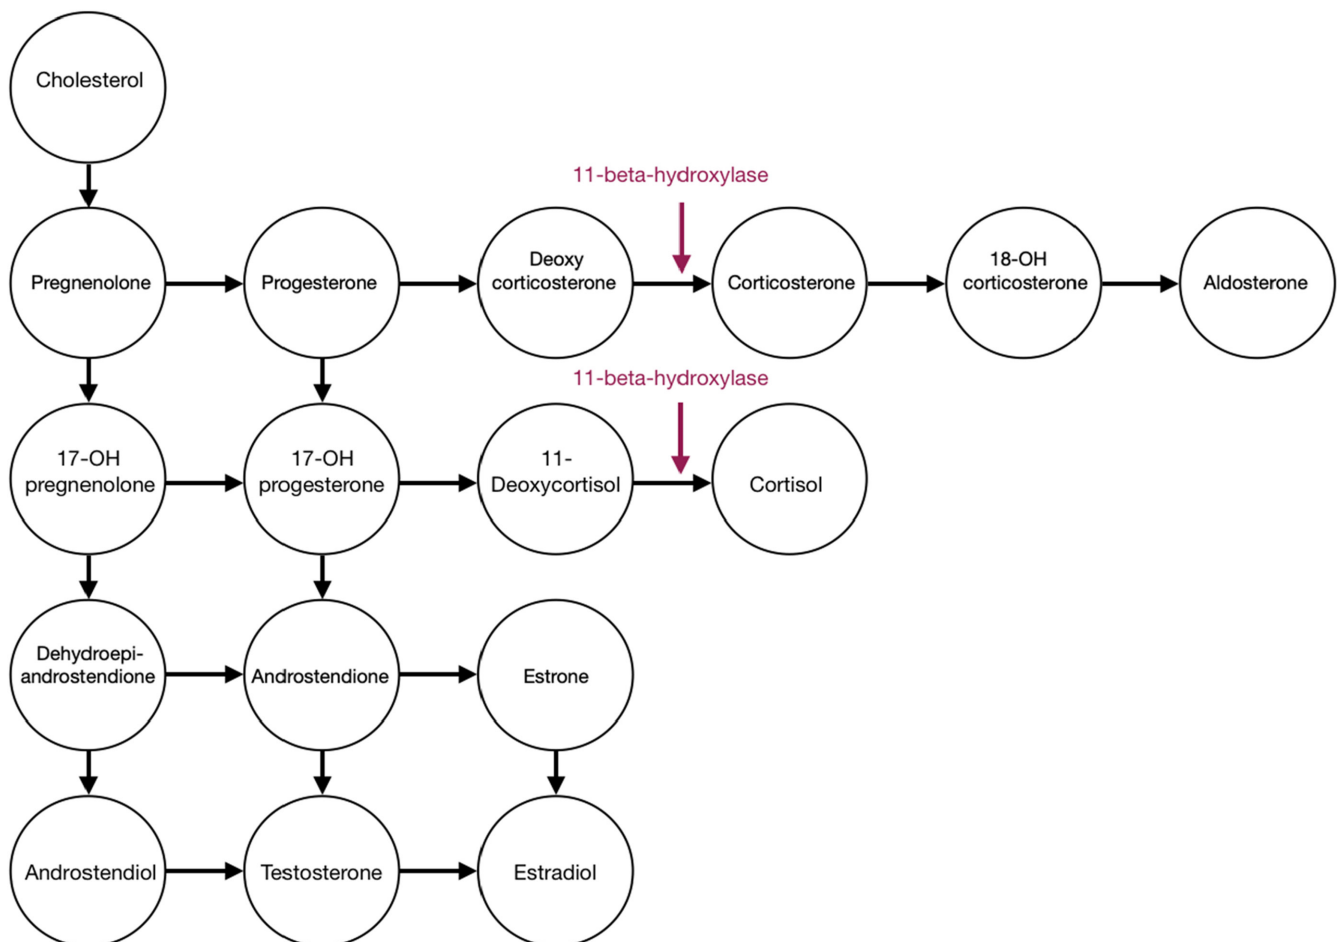 Cholesterol
11-beta-hydroxylase
Pregnenolone
Progesterone
Deoxy
corticosterone
Corticosterone
18-OH
corticosterone
Aldosterone
11-beta-hydroxylase
17-OH
pregnenolone
17-OH
progesterone
11-
Deoxycortisol
Cortisol
Dehydroepi-
androstendione
Androstendione
Estrone
Androstendiol
Testosterone
Estradiol